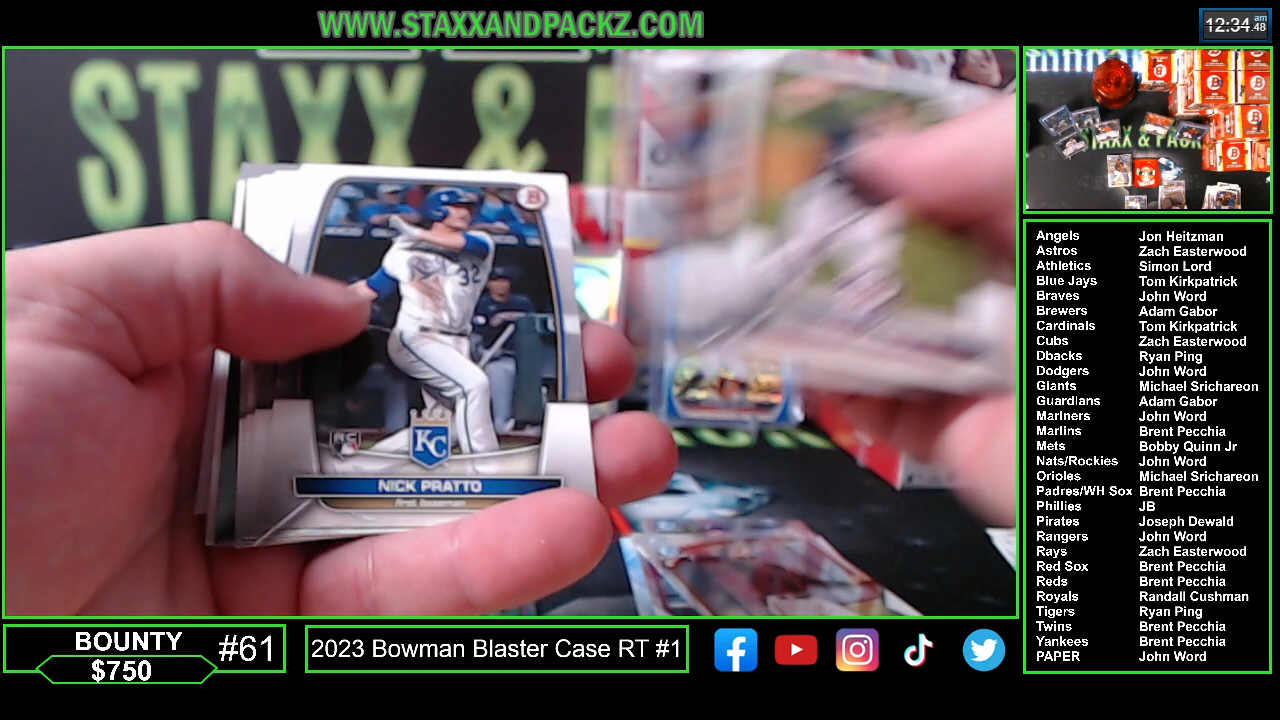 WWW.STAXXANDPACKZ.COM
12:34 am .48
STAXX &
32
RC
KC
NICK PRATTO
First Baseman
STAXX & PACK
Angels Jon Heitzman
Astros Zach Easterwood
Athletics Simon Lord
Blue Jays Tom Kirkpatrick
Braves John Word
Brewers Adam Gabor
Cardinals Tom Kirkpatrick
Cubs Zach Easterwood
Dbacks Ryan Ping
Dodgers John Word
Giants Michael Srichareon
Guardians Adam Gabor
Mariners John Word
Marlins Brent Pecchia
Mets Bobby Quinn Jr
Nats/Rockies John Word
Orioles Michael Srichareon
Padres/WH Sox Brent Pecchia
Phillies JB
Pirates Joseph Dewald
Rangers John Word
Rays Zach Easterwood
Red Sox Brent Pecchia
Reds Brent Pecchia
Royals Randall Cushman
Tigers Ryan Ping
Twins Brent Pecchia
Yankees Brent Pecchia
PAPER John Word
BOUNTY
$750
#61
2023 Bowman Blaster Case RT #1